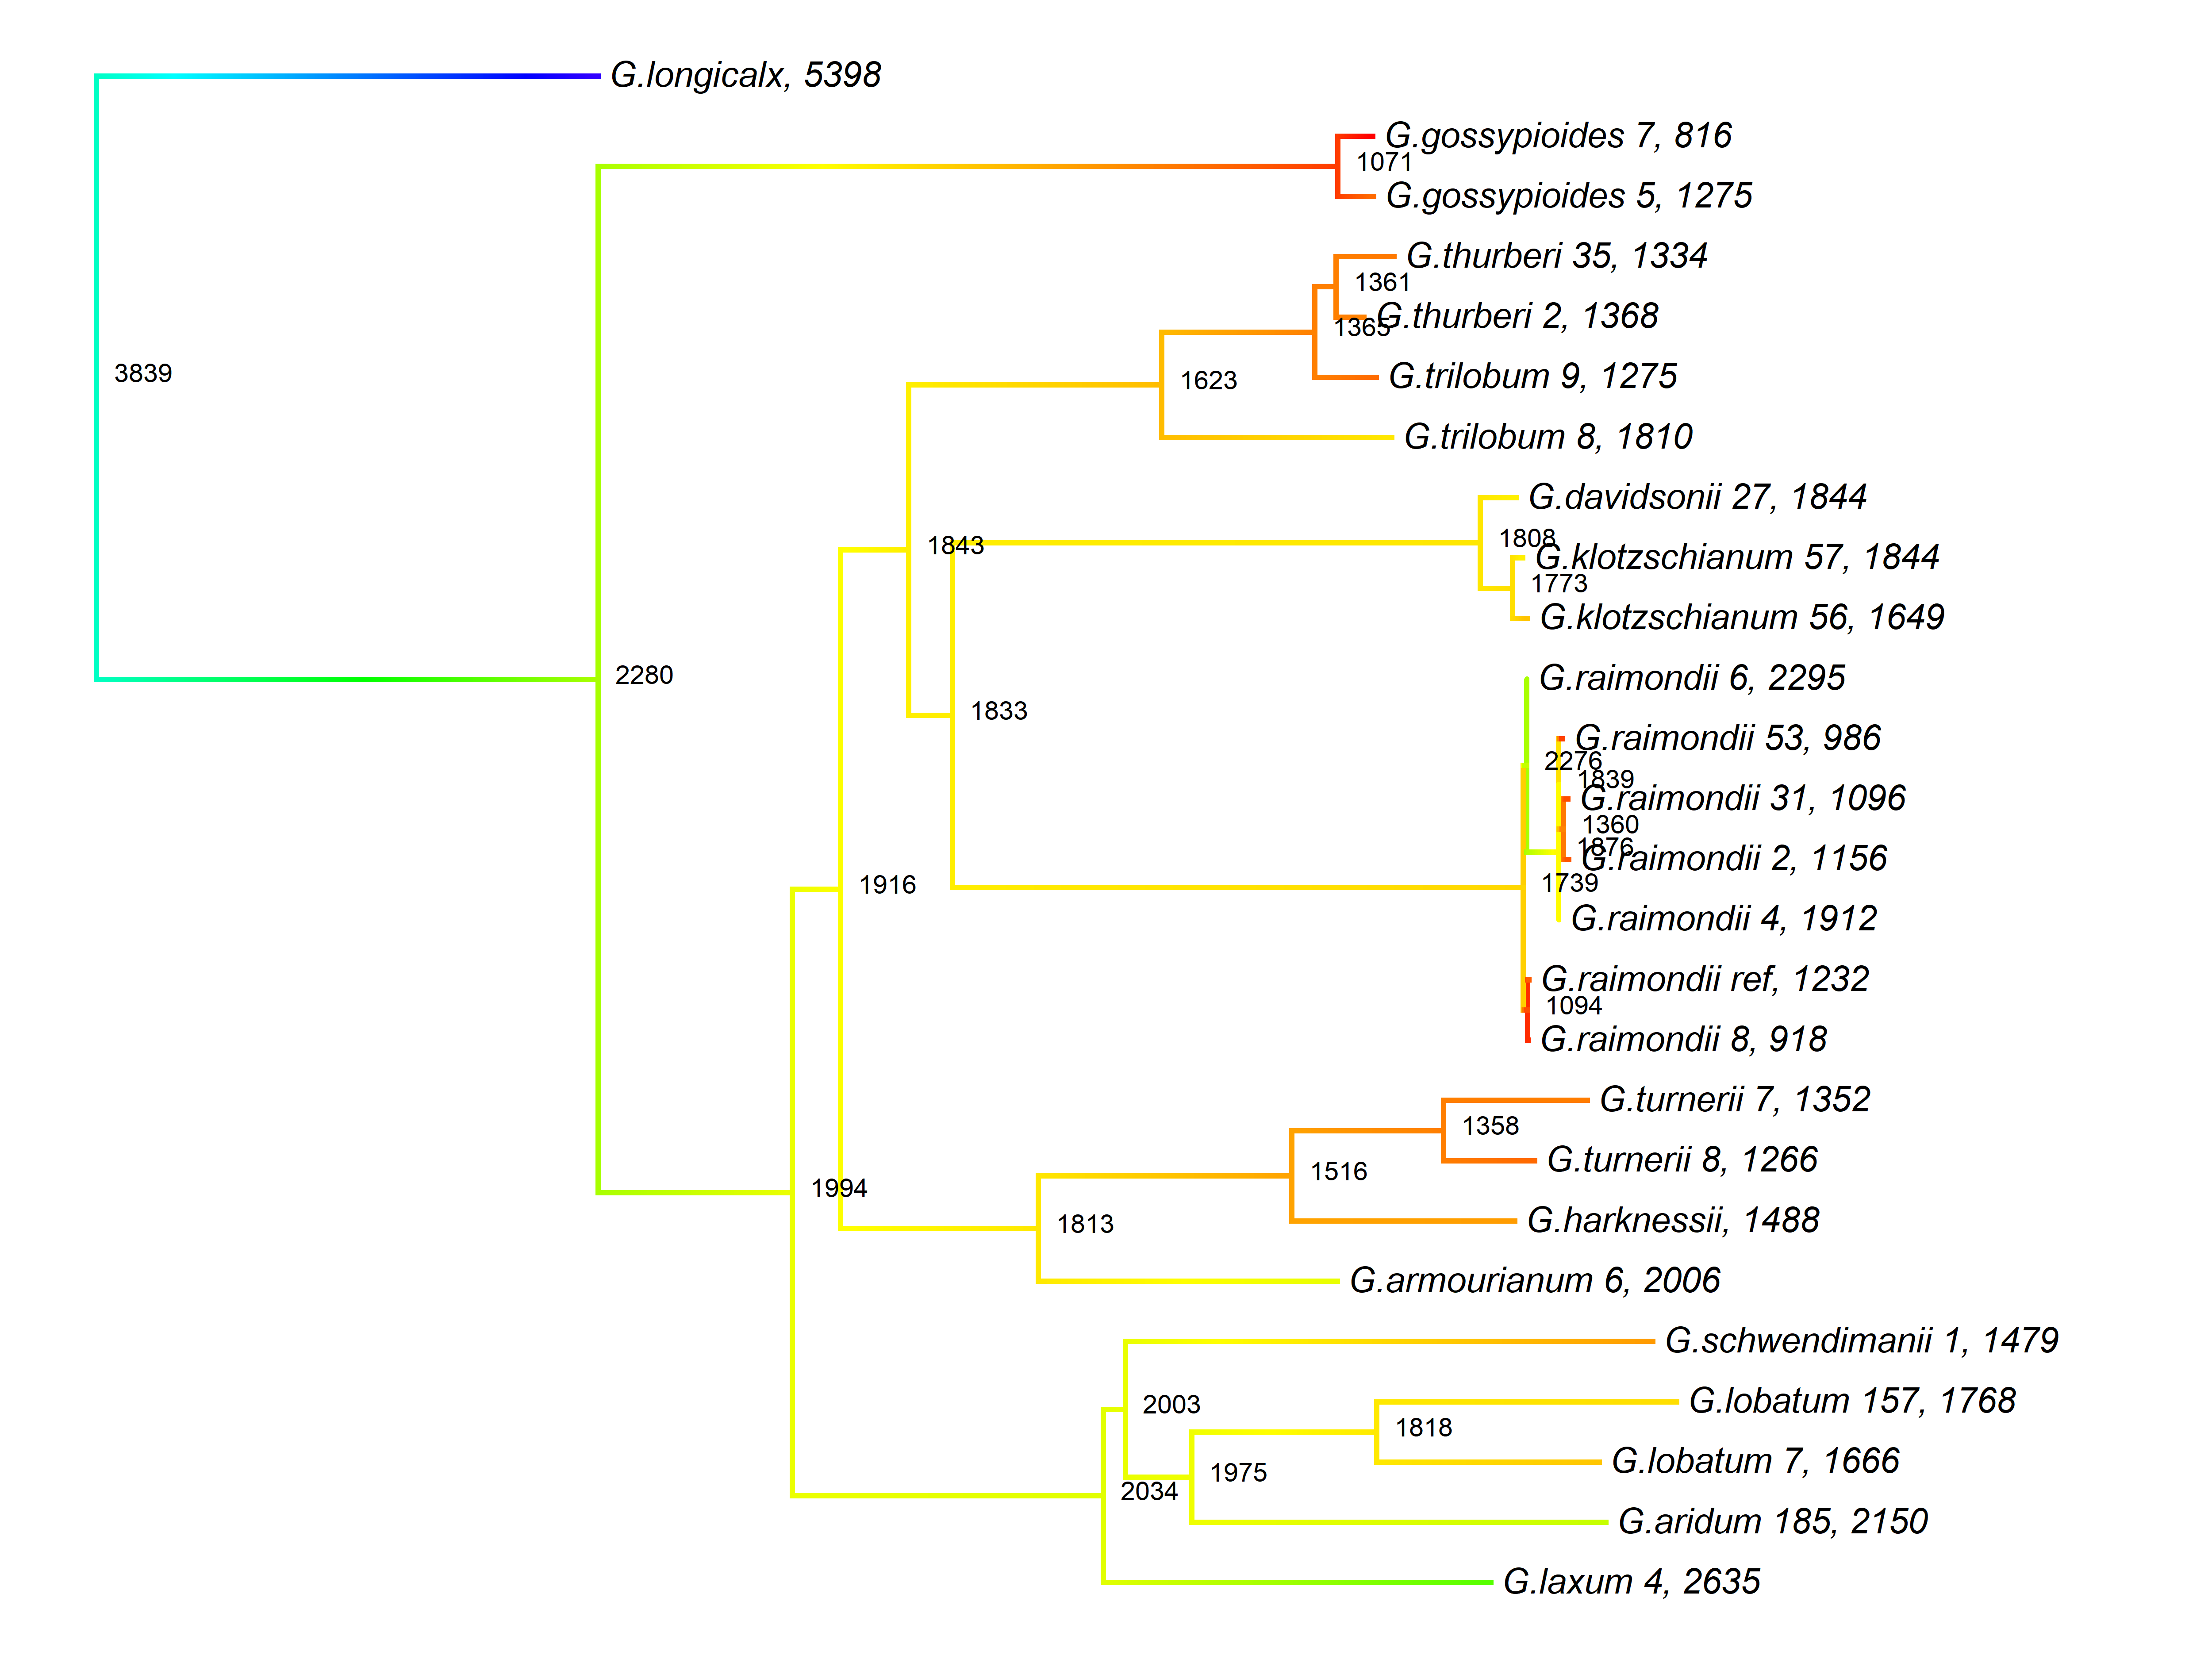 G.longicalx, 5398
G.gossypioides 7, 816
1071
G.gossypioides 5, 1275
G.thurberi 35, 1334
1361
G.thurberi 2, 1368
1365
3839
G.trilobum 9, 1275
1623
G.trilobum 8, 1810
G.davidsonii 27, 1844
1808
1843
G.klotzschianum 57, 1844
1773
G.klotzschianum 56, 1649
2280
G.raimondii 6, 2295
1833
G.raimondii 53, 986
2276
1839
G.raimondii 31, 1096
1360
1876
G.raimondii 2, 1156
1739
1916
G.raimondii 4, 1912
G.raimondii ref, 1232
1094
G.raimondii 8, 918
G.turnerii 7, 1352
1358
G.turnerii 8, 1266
1516
1994
G.harknessii, 1488
1813
G.armourianum 6, 2006
G.schwendimanii 1, 1479
2003
G.lobatum 157, 1768
1818
G.lobatum 7, 1666
1975
2034
G.aridum 185, 2150
G.laxum 4, 2635